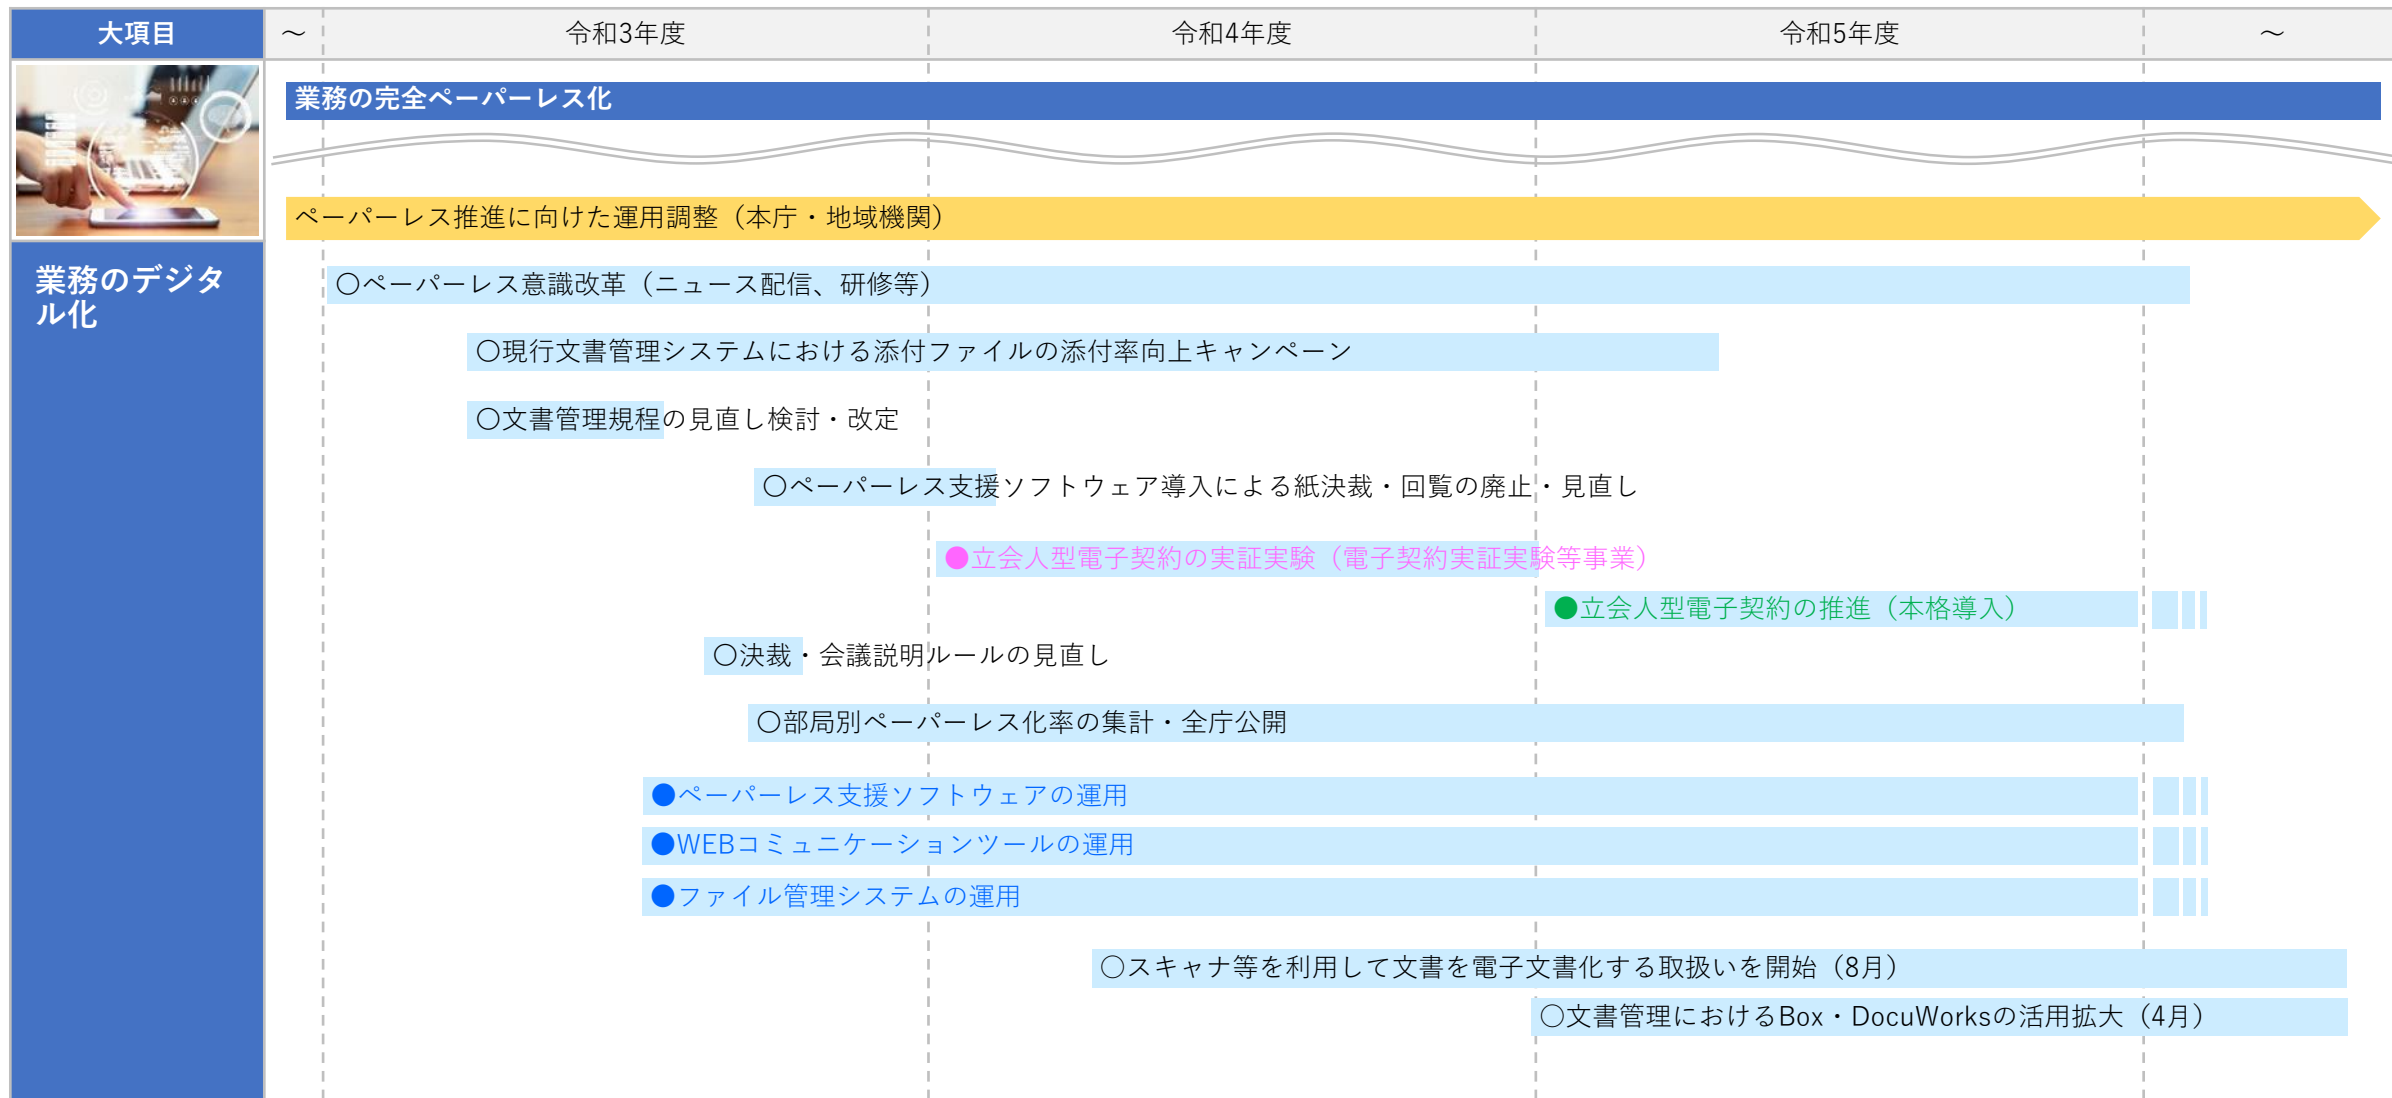 大項目
～
令和3年度
令和4年度
令和5年度
～
業務の完全ペーパーレス化
ペーパーレス推進に向けた運用調整（本庁・地域機関）
業務のデジタ
ル化
○ペーパーレス意識改革（ニュース配信、研修等）
○現行文書管理システムにおける添付ファイルの添付率向上キャンペーン
○文書管理規程の見直し検討・改定
○ペーパーレス支援ソフトウェア導入による紙決裁・回覧の廃止・見直し
●立会人型電子契約の実証実験（電子契約実証実験等事業）
●立会人型電子契約の推進（本格導入）
○決裁・会議説明ルールの見直し
○部局別ペーパーレス化率の集計・全庁公開
●ペーパーレス支援ソフトウェアの運用
●WEBコミュニケーションツールの運用
●ファイル管理システムの運用
○スキャナ等を利用して文書を電子文書化する取扱いを開始（8月）
○文書管理におけるBox・DocuWorksの活用拡大（4月）